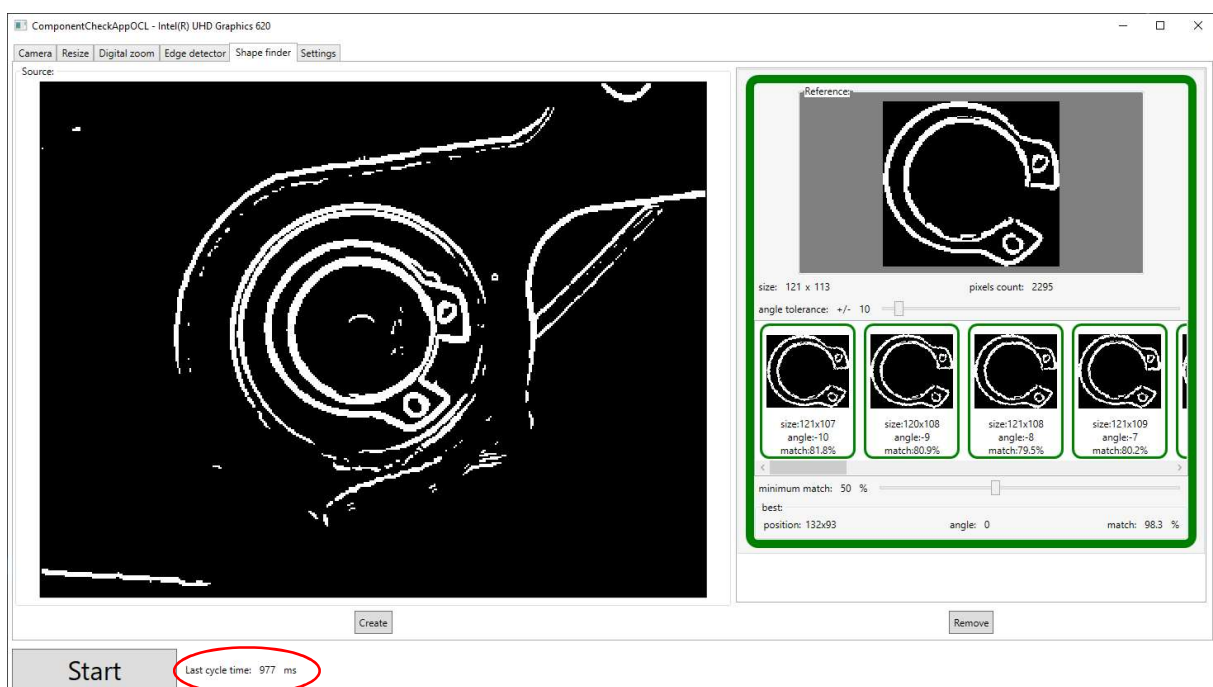 ComponentCheckAppOCL - Intel(R) UHD Graphics 620
Camera Resize Digital zoom Edge detector Shape finder Settings
Source:
Reference:
size: 121 x 113 pixels count: 2295
angle tolerance: +/- 10
size:121x107 size:120x108 size:121x108 size:121x109
angle:-10 angle:-9 angle:-8 angle:-7
match:81.8% match:80.9% match:79.5% match:80.2%
minimum match: 50 %
best:
position: 132x93 angle: 0 match: 98.3 %
Create Remove
Start Last cycle time: 977 ms